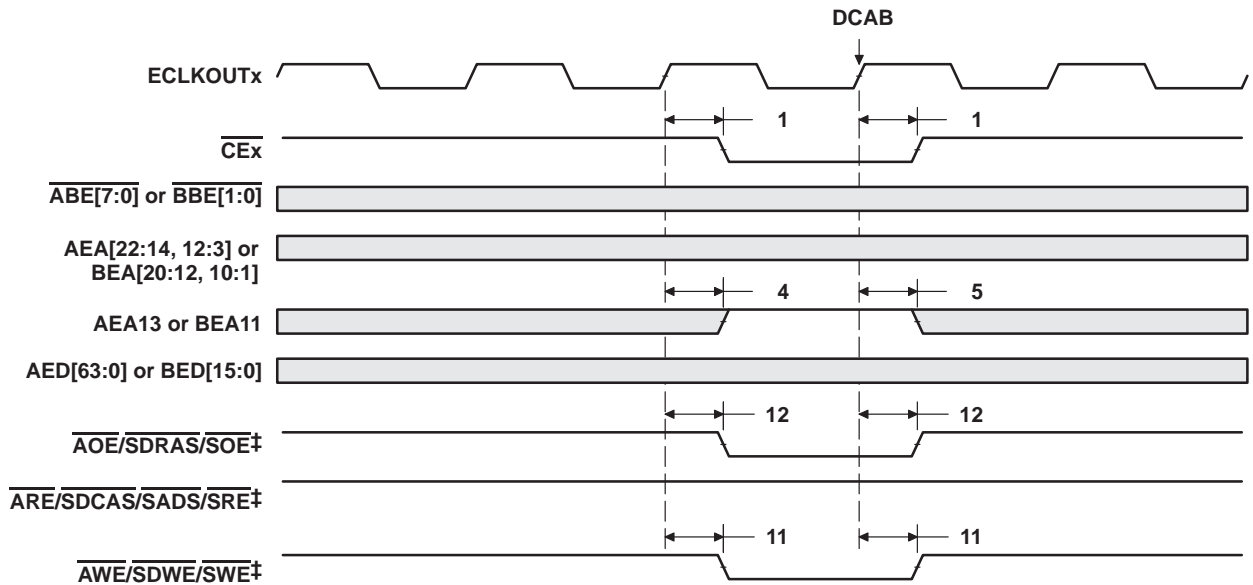 DCAB
ECLKOUTx
1 1
CEx
ABE[7:0] or BBE[1:0]
AEA[22:14, 12:3] or
BEA[20:12, 10:1]
4 5
AEA13 or BEA11
AED[63:0] or BED[15:0]
12 12
AOE/SDRAS/SOE‡
ARE/SDCAS/SADS/SRE‡
11 11
AWE/SDWE/SWE‡